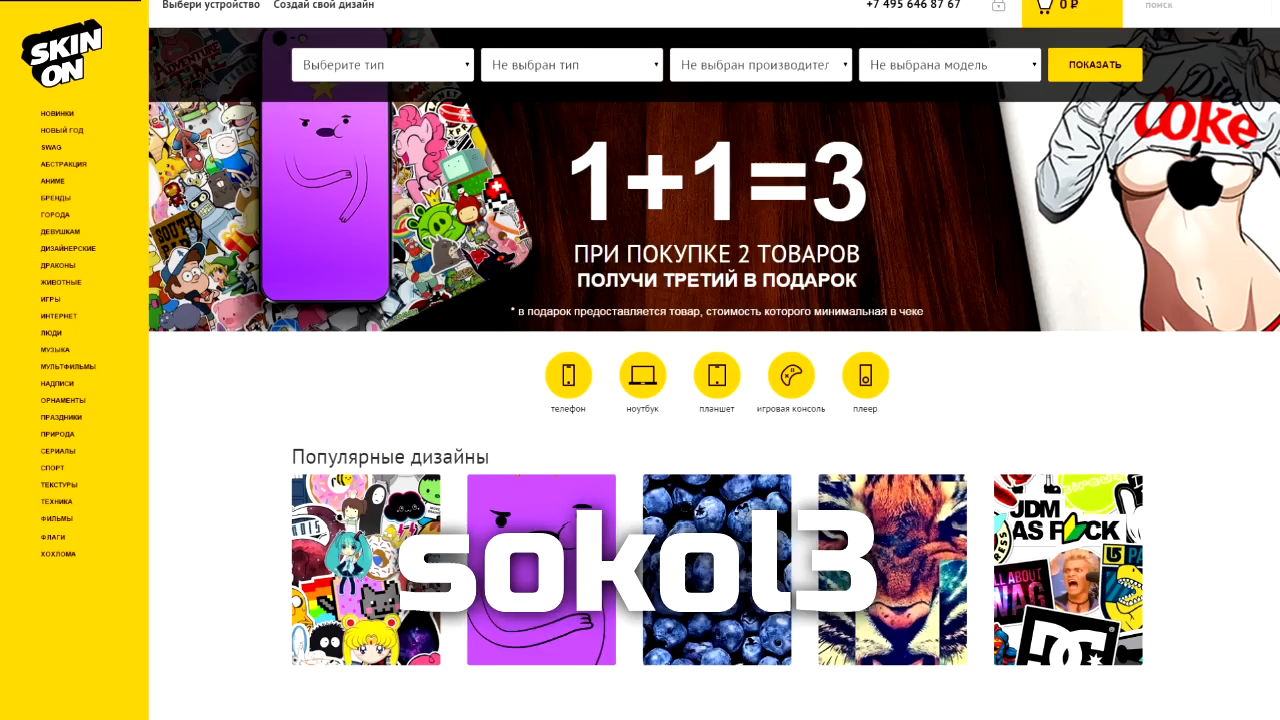 Выбери устройство
Создай свой дизайн
+7 495 646 87 67
0 ₽
поиск
SKIN
ON
Выберите тип
Не выбран тип
Не выбран производител
Не выбрана модель
ПОКАЗАТЬ
НОВИНКИ
НОВЫЙ ГОД
SWAG
АБСТРАКЦИЯ
АНИМЕ
БРЕНДЫ
ГОРОДА
ДЕВУШКАМ
ДИЗАЙНЕРСКИЕ
ДРАКОНЫ
ЖИВОТНЫЕ
ИГРЫ
ИНТЕРНЕТ
ЛЮДИ
МУЗЫКА
МУЛЬТФИЛЬМЫ
НАДПИСИ
ОРНАМЕНТЫ
ПРАЗДНИКИ
ПРИРОДА
СЕРИАЛЫ
СПОРТ
ТЕКСТУРЫ
ТЕХНИКА
ФИЛЬМЫ
ФЛАГИ
ХОХЛОМА
Coke
1+1=3
ПРИ ПОКУПКЕ 2 ТОВАРОВ
ПОЛУЧИ ТРЕТИЙ В ПОДАРОК
* в подарок предоставляется товар, стоимость которого минимальная в чеке
телефон
ноутбук
планшет
игровая консоль
плеер
Популярные дизайны
JDM
AS F CK
DC
sokol3